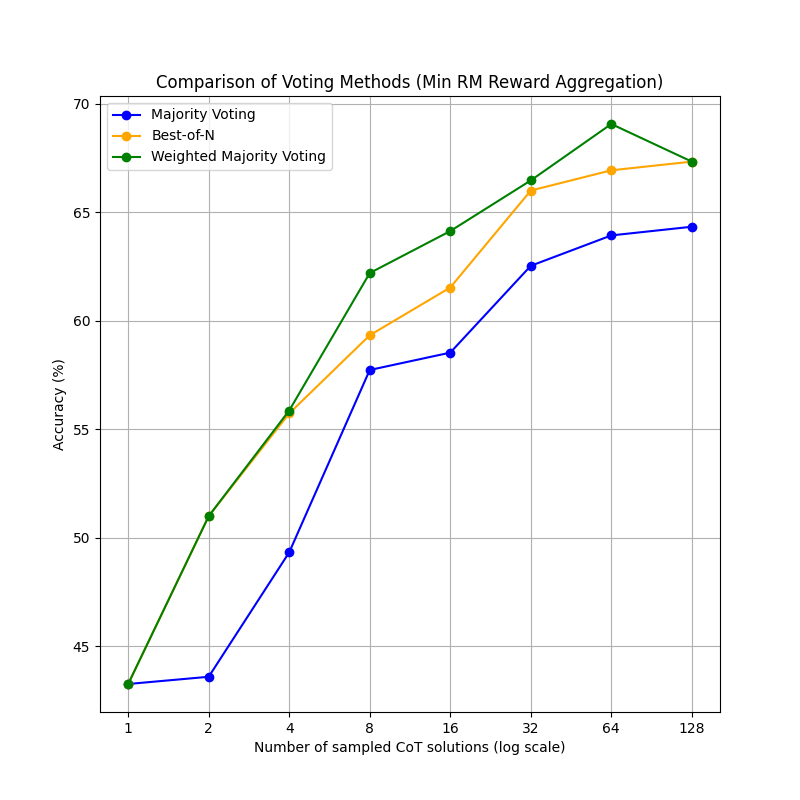 Comparison of Voting Methods (Min RM Reward Aggregation)
Majority Voting
Best-of-N
Weighted Majority Voting
Accuracy (%)
70
65
60
55
50
45
1 2 4 8 16 32 64 128
Number of sampled CoT solutions (log scale)